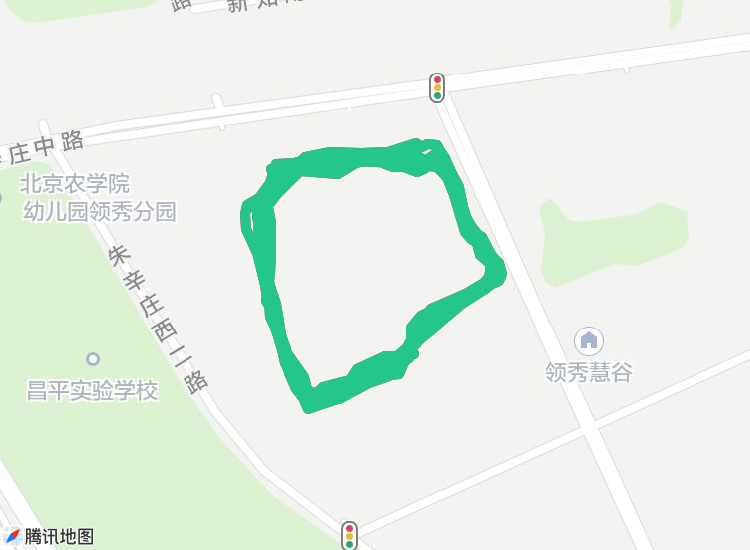 路
新知
庄中路
北京农学院
幼儿园领秀分园
朱辛庄西二路
昌平实验学校
领秀慧谷
腾讯地图